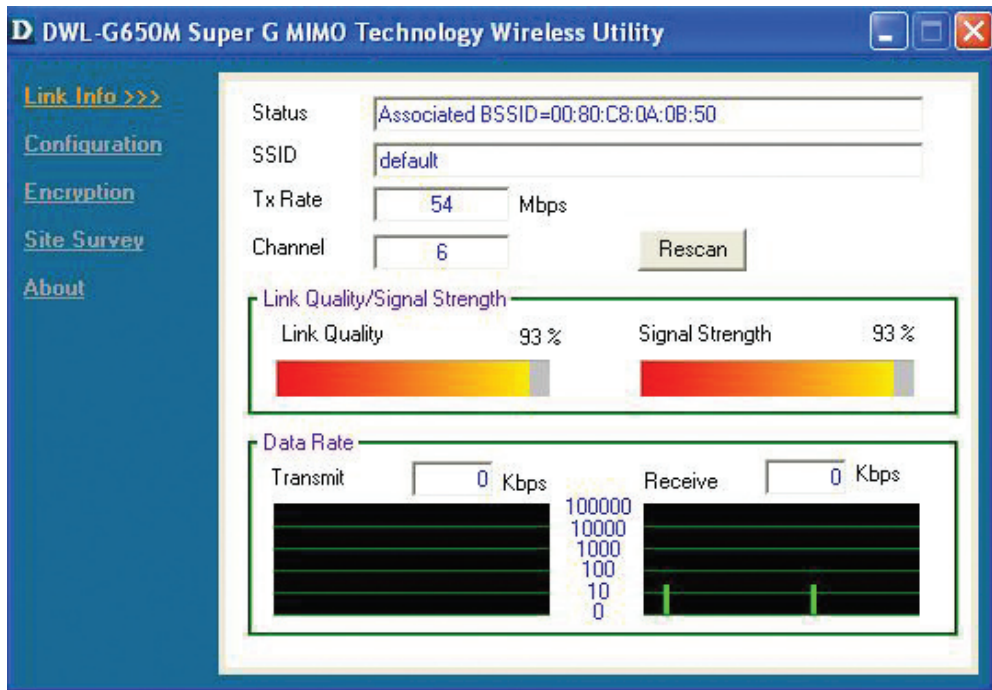 D DWL-G650M Super G MIMO Technology Wireless Utility
Link Info >>>
Configuration
Encryption
Site Survey
About
Status Associated BSSID=00:80:C8:0A:0B:50
SSID default
Tx Rate 54 Mbps
Channel 6 Rescan
Link Quality/Signal Strength
Link Quality 93 % Signal Strength 93 %
Data Rate
Transmit 0 Kbps Receive 0 Kbps
100000
10000
1000
100
10
0